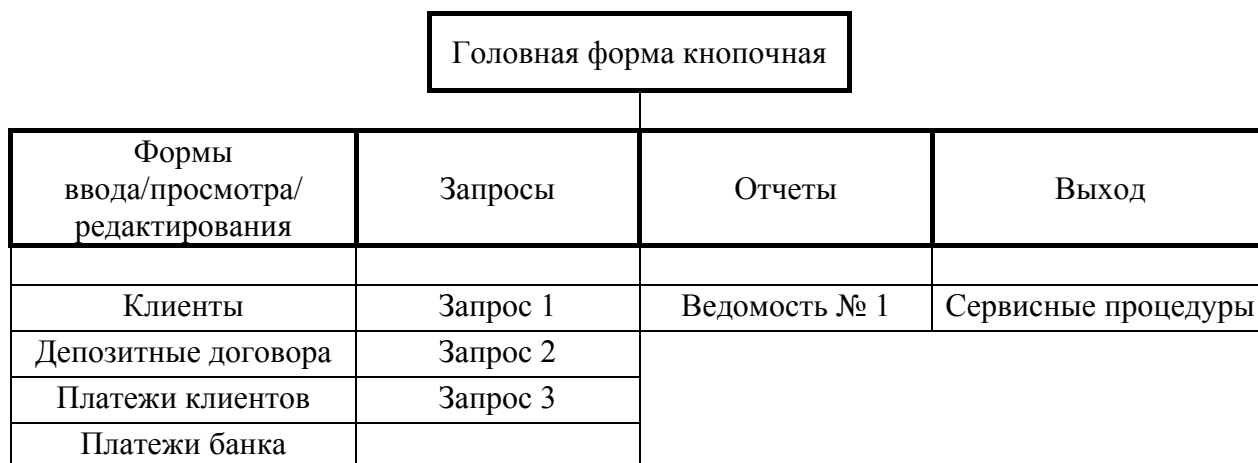 Головная форма кнопочная
Формы
ввода/просмотра/
редактирования
Запросы
Отчеты
Выход
Клиенты
Запрос 1
Ведомость № 1
Сервисные процедуры
Депозитные договора
Запрос 2
Платежи клиентов
Запрос 3
Платежи банка